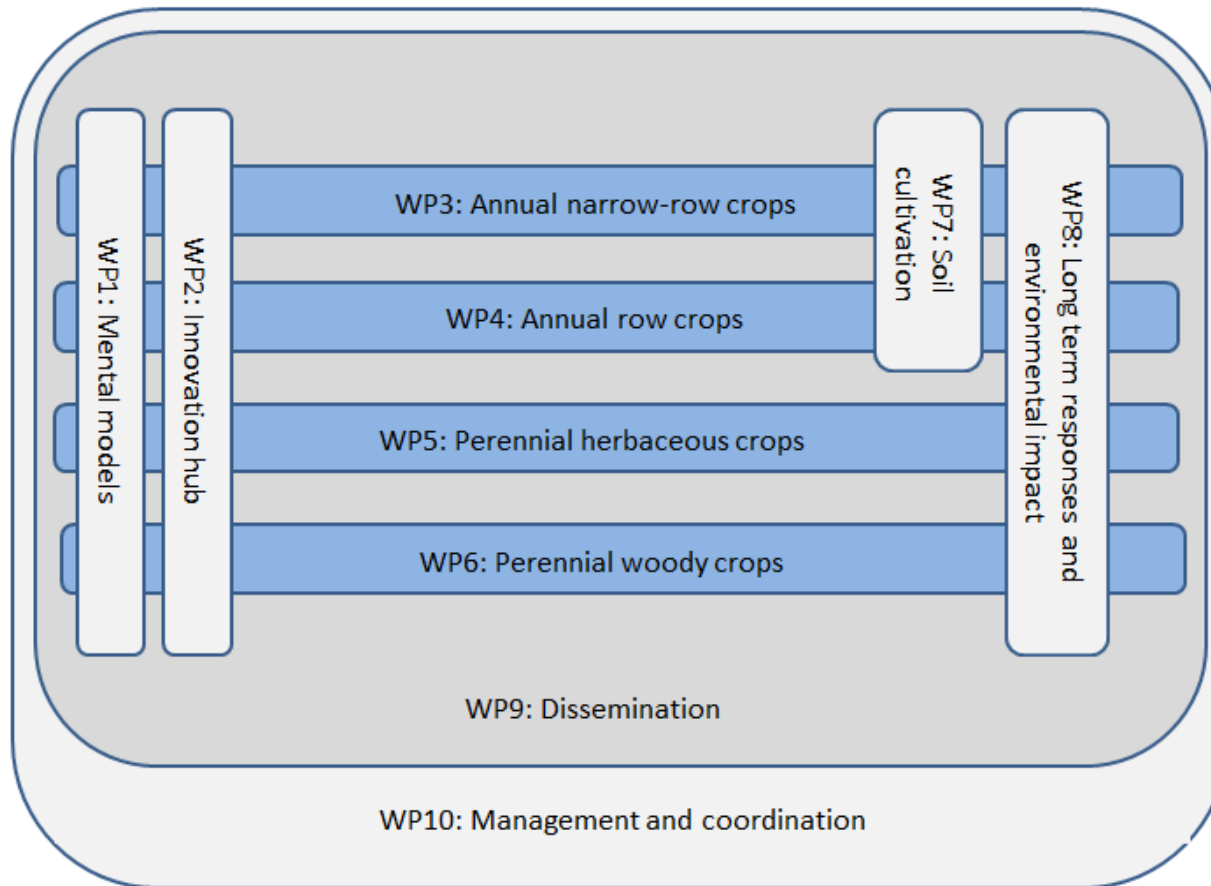 WP1: Mental models
WP2: Innovation hub
WP3: Annual narrow-row crops
WP4: Annual row crops
WP5: Perennial herbaceous crops
WP6: Perennial woody crops
WP7: Soil
cultivation
WP8: Long term responses and
environmental impact
WP9: Dissemination
WP10: Management and coordination